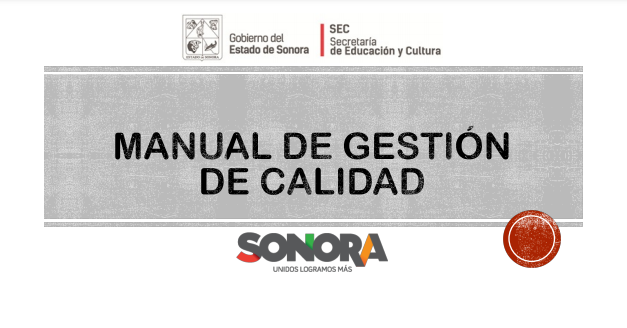 Gobierno del
Estado de Sonora
SEC
Secretaría
de Educación y Cultura
MANUAL DE GESTIÓN
DE CALIDAD
SONORA
UNIDOS LOGRAMOS MÁS